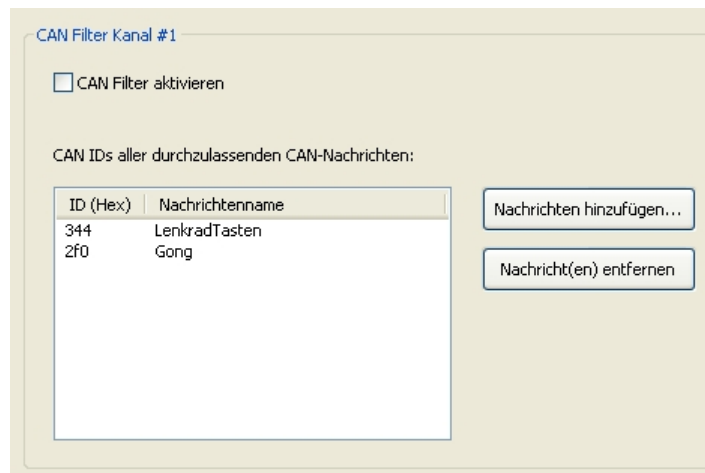 CAN Filter Kanal #1
CAN Filter aktivieren
CAN IDs aller durchzulassenden CAN-Nachrichten:
ID (Hex) Nachrichtenname
344 LenkradTasten
2f0 Gong
Nachrichten hinzufügen...
Nachricht(en) entfernen